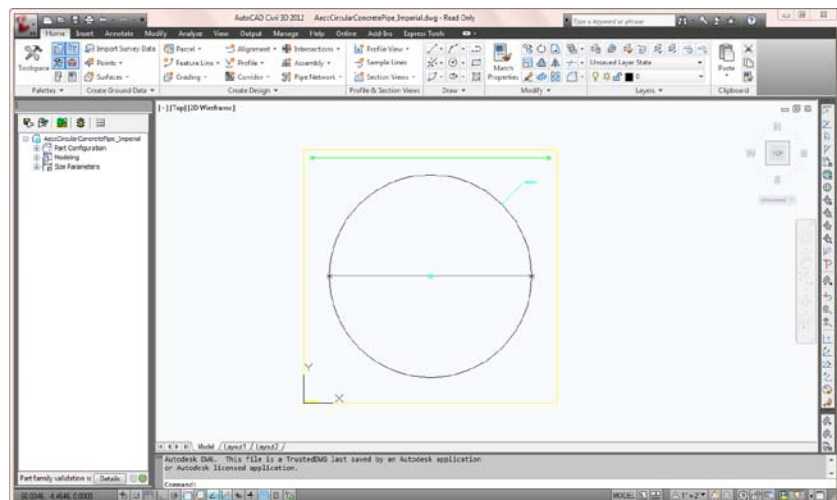 AutoCAD Civil 3D 2012 AeccCircularConcretePipe_Imperial.dwg - Read Only
Type a keyword or phrase
Home Insert Annotate Modify Analyze View Output Manage Help Online Add-Ins Express Tools
Toolspace
Import Survey Data
Points
Surfaces
Parcel
Feature Line
Grading
Alignment
Profile
Corridor
Intersections
Assembly
Pipe Network
Profile View
Sample Lines
Section Views
Match Properties
Unsaved Layer State
0
Paste
Palettes Create Ground Data Create Design Profile & Section Views Draw Modify Layers Clipboard
[-][Top][2D Wireframe]
AeccCircularConcretePipe_Imperial
Part Configuration
Modeling
Size Parameters
TOP
Unnamed
Y
X
Model Layout1 Layout2
Autodesk DWG. This file is a TrustedDWG last saved by an Autodesk application
or Autodesk licensed application.
Command:
Part family validation Details
MODEL